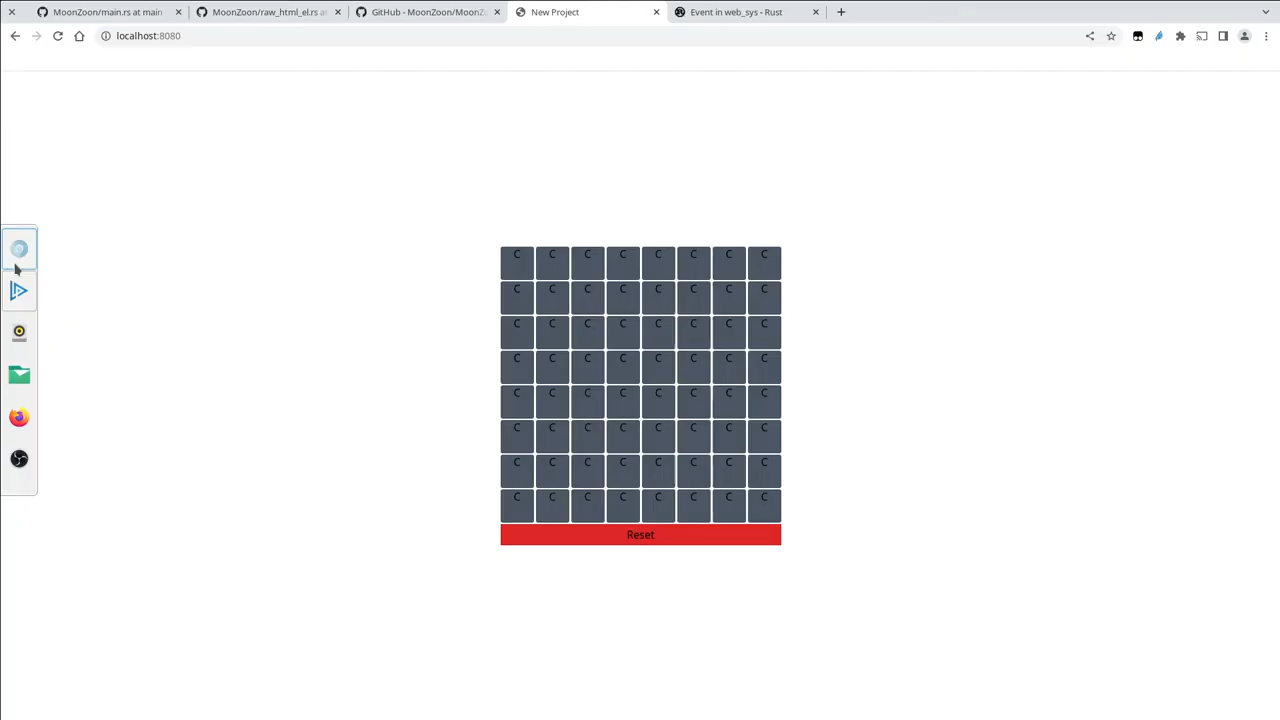 MoonZoon/main.rs at main
MoonZoon/raw_html_el.rs a
GitHub - MoonZoon/MoonZ
New Project
Event in web_sys - Rust
localhost:8080
C C C C C C C C
C C C C C C C C
C C C C C C C C
C C C C C C C C
C C C C C C C C
C C C C C C C C
C C C C C C C C
C C C C C C C C
Reset